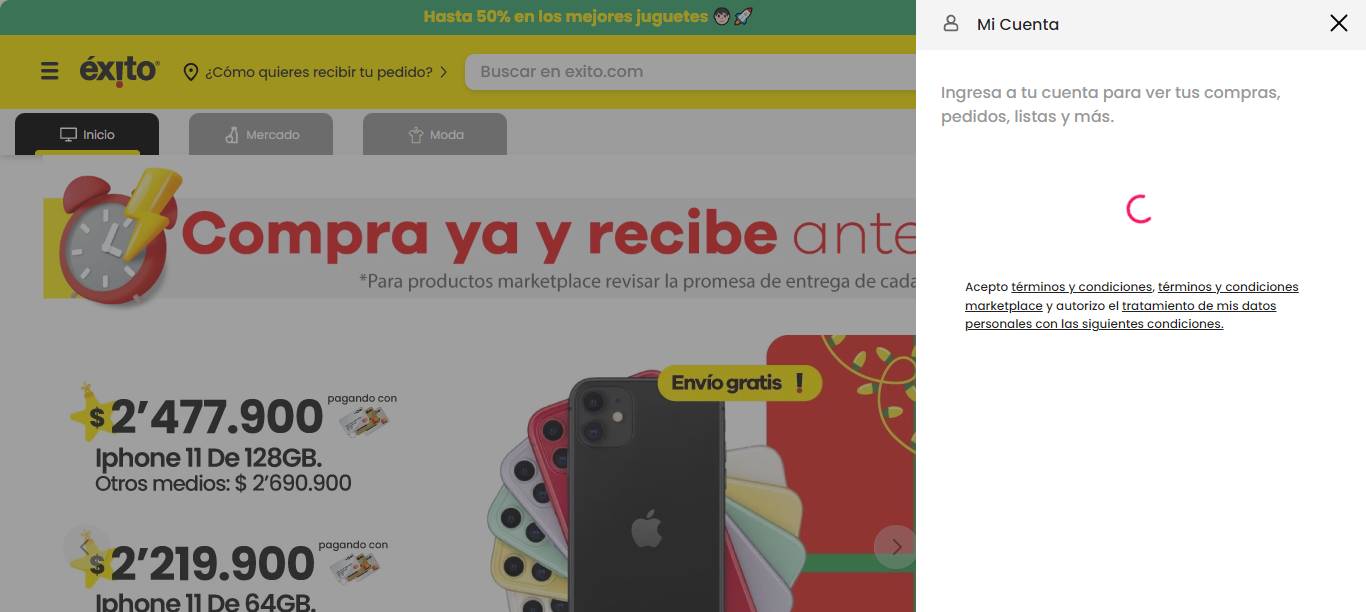 Hasta 50% en los mejores juguetes
éxito
¿Cómo quieres recibir tu pedido?
Buscar en exito.com
Inicio
Mercado
Moda
Compra ya y recibe ante
*Para productos marketplace revisar la promesa de entrega de cada
Envío gratis !
$2’477.900
pagando con
Iphone 11 De 128GB.
Otros medios: $ 2’690.900
$2’219.900
pagando con
Iphone 11 De 64GB.
Mi Cuenta
Ingresa a tu cuenta para ver tus compras,
pedidos, listas y más.
Acepto términos y condiciones, términos y condiciones
marketplace y autorizo el tratamiento de mis datos
personales con las siguientes condiciones.